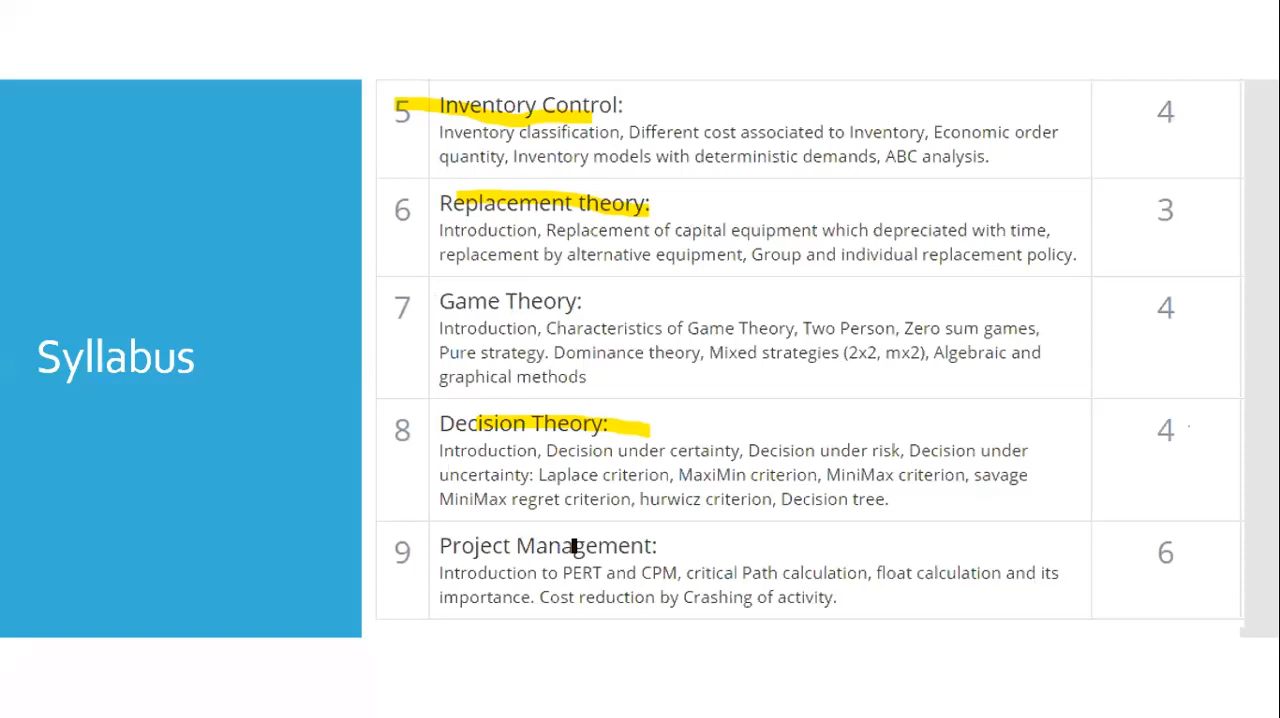 Syllabus
5 Inventory Control: 4
Inventory classification, Different cost associated to Inventory, Economic order
quantity, Inventory models with deterministic demands, ABC analysis.
6 Replacement theory: 3
Introduction, Replacement of capital equipment which depreciated with time,
replacement by alternative equipment, Group and individual replacement policy.
7 Game Theory: 4
Introduction, Characteristics of Game Theory, Two Person, Zero sum games,
Pure strategy. Dominance theory, Mixed strategies (2x2, mx2), Algebraic and
graphical methods
8 Decision Theory: 4
Introduction, Decision under certainty, Decision under risk, Decision under
uncertainty: Laplace criterion, MaxiMin criterion, MiniMax criterion, savage
MiniMax regret criterion, hurwicz criterion, Decision tree.
9 Project Management: 6
Introduction to PERT and CPM, critical Path calculation, float calculation and its
importance. Cost reduction by Crashing of activity.